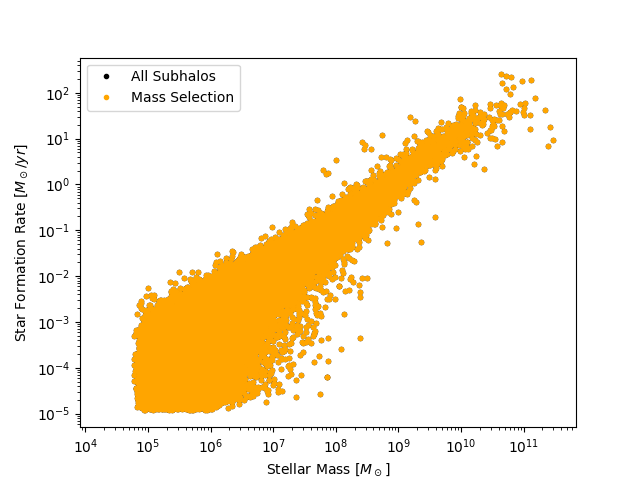 All Subhalos
Mass Selection
Star Formation Rate [M⊙/yr]
10²
10¹
10⁰
10⁻¹
10⁻²
10⁻³
10⁻⁴
10⁻⁵
10⁴ 10⁵ 10⁶ 10⁷ 10⁸ 10⁹ 10¹⁰ 10¹¹
Stellar Mass [M⊙]